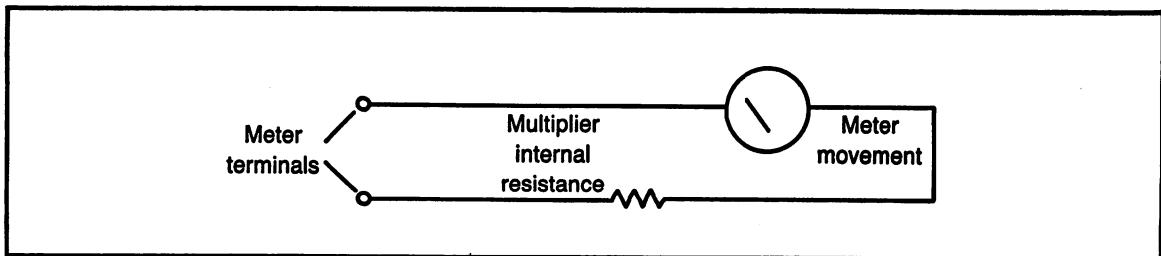 Meter
terminals
Multiplier
internal
resistance
Meter
movement